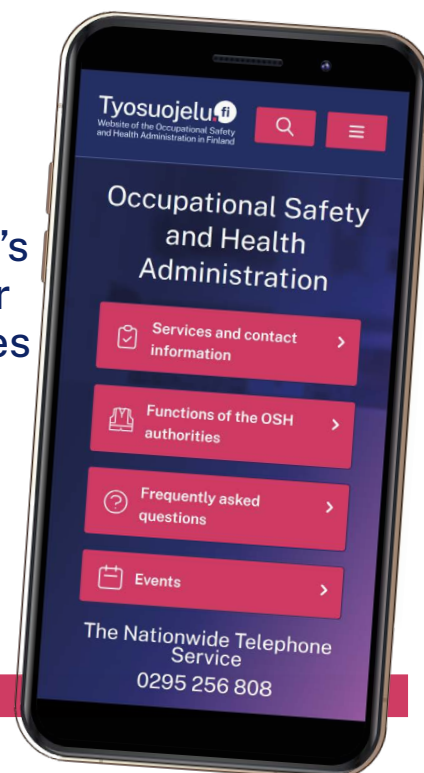 's
r
es
Tyosuojelu.fi
Website of the Occupational Safety
and Health Administration in Finland
Occupational Safety
and Health
Administration
Services and contact
information
Functions of the OSH
authorities
Frequently asked
questions
Events
The Nationwide Telephone
Service
0295 256 808